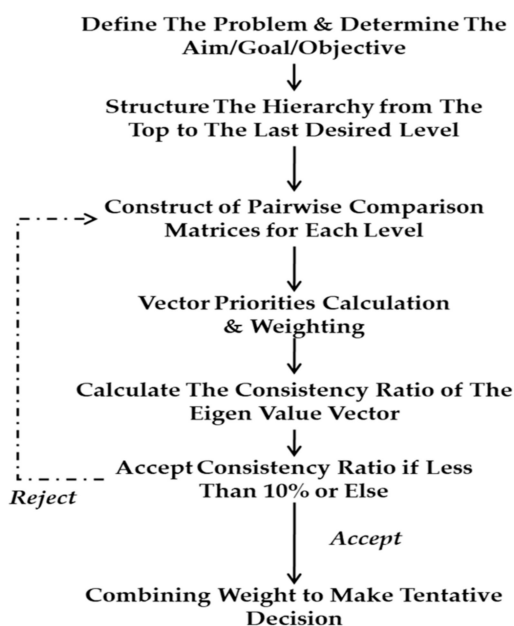 Define The Problem & Determine The
Aim/Goal/Objective
Structure The Hierarchy from The
Top to The Last Desired Level
Construct of Pairwise Comparison
Matrices for Each Level
Vector Priorities Calculation
& Weighting
Calculate The Consistency Ratio of The
Eigen Value Vector
Accept Consistency Ratio if Less
Than 10% or Else
Reject
Accept
Combining Weight to Make Tentative
Decision